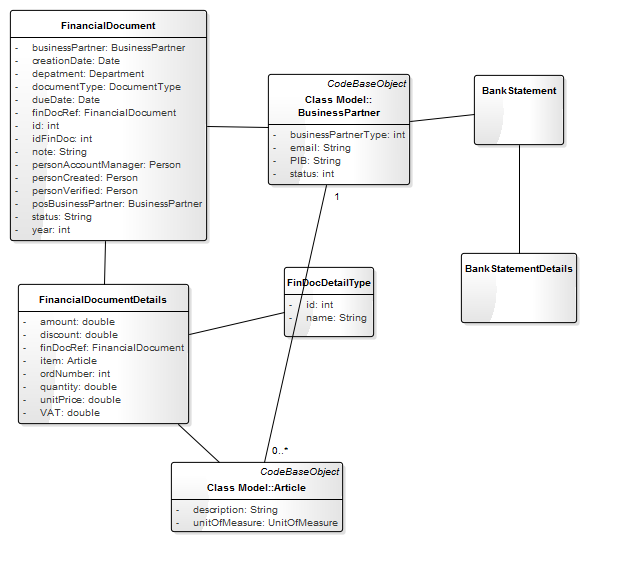 FinancialDocument
- businessPartner: BusinessPartner
- creationDate: Date
- depatment: Department
- documentType: DocumentType
- dueDate: Date
- finDocRef: FinancialDocument
- id: int
- idFinDoc: int
- note: String
- personAccountManager: Person
- personCreated: Person
- personVerified: Person
- posBusinessPartner: BusinessPartner
- status: String
- year: int
CodeBaseObject
Class Model::
BusinessPartner
- businessPartnerType: int
- email: String
- PIB: String
- status: int
BankStatement
1
BankStatementDetails
FinDocDetailType
- id: int
- name: String
FinancialDocumentDetails
- amount: double
- discount: double
- finDocRef: FinancialDocument
- item: Article
- ordNumber: int
- quantity: double
- unitPrice: double
- VAT: double
0..*
CodeBaseObject
Class Model::Article
- description: String
- unitOfMeasure: UnitOfMeasure